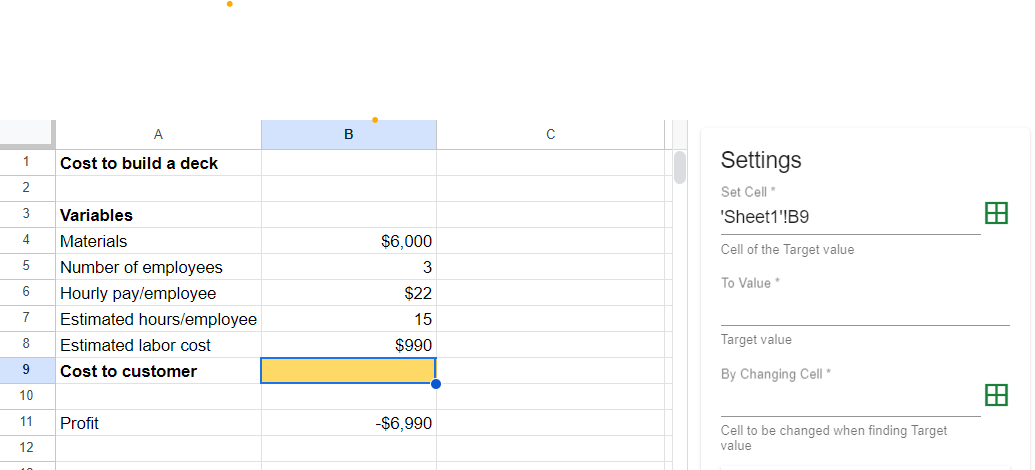 A B C
1 Cost to build a deck
2
3 Variables
4 Materials $6,000
5 Number of employees 3
6 Hourly pay/employee $22
7 Estimated hours/employee 15
8 Estimated labor cost $990
9 Cost to customer
10
11 Profit -$6,990
12
Settings
Set Cell *
'Sheet1'!B9
Cell of the Target value
To Value *
Target value
By Changing Cell *
Cell to be changed when finding Target
value